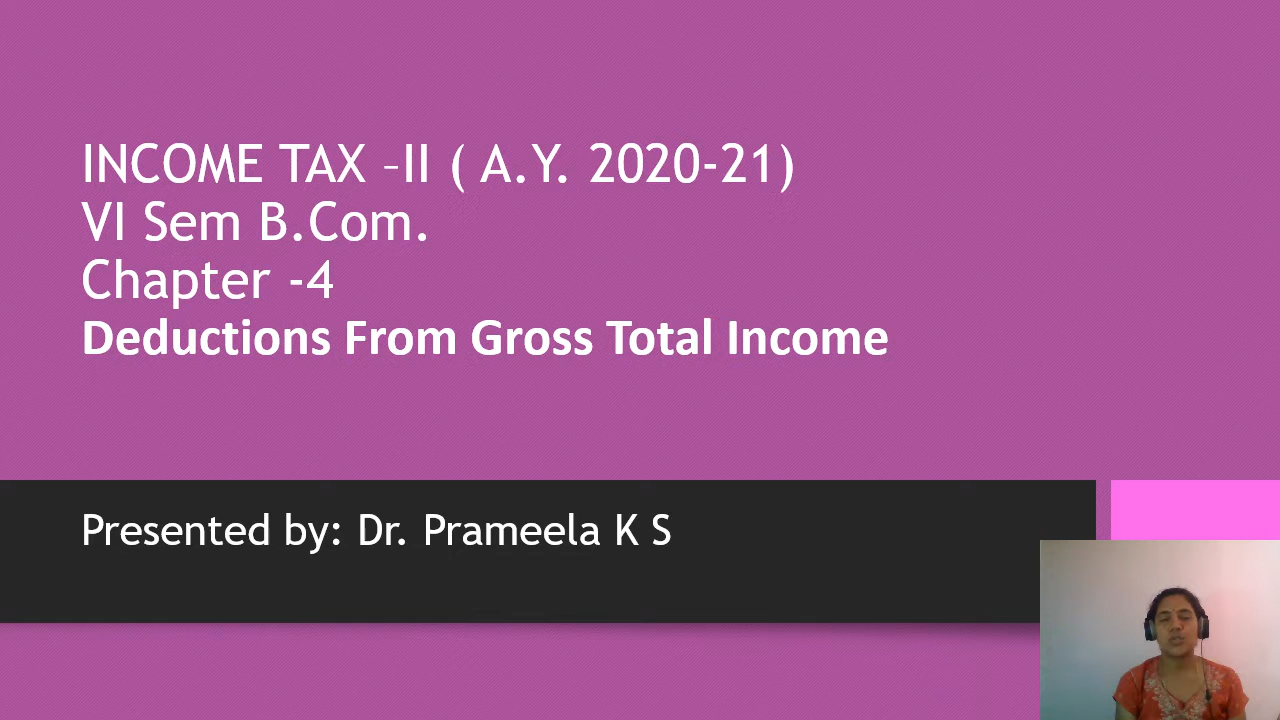 INCOME TAX –II ( A.Y. 2020-21)
VI Sem B.Com.
Chapter -4
Deductions From Gross Total Income
Presented by: Dr. Prameela K S